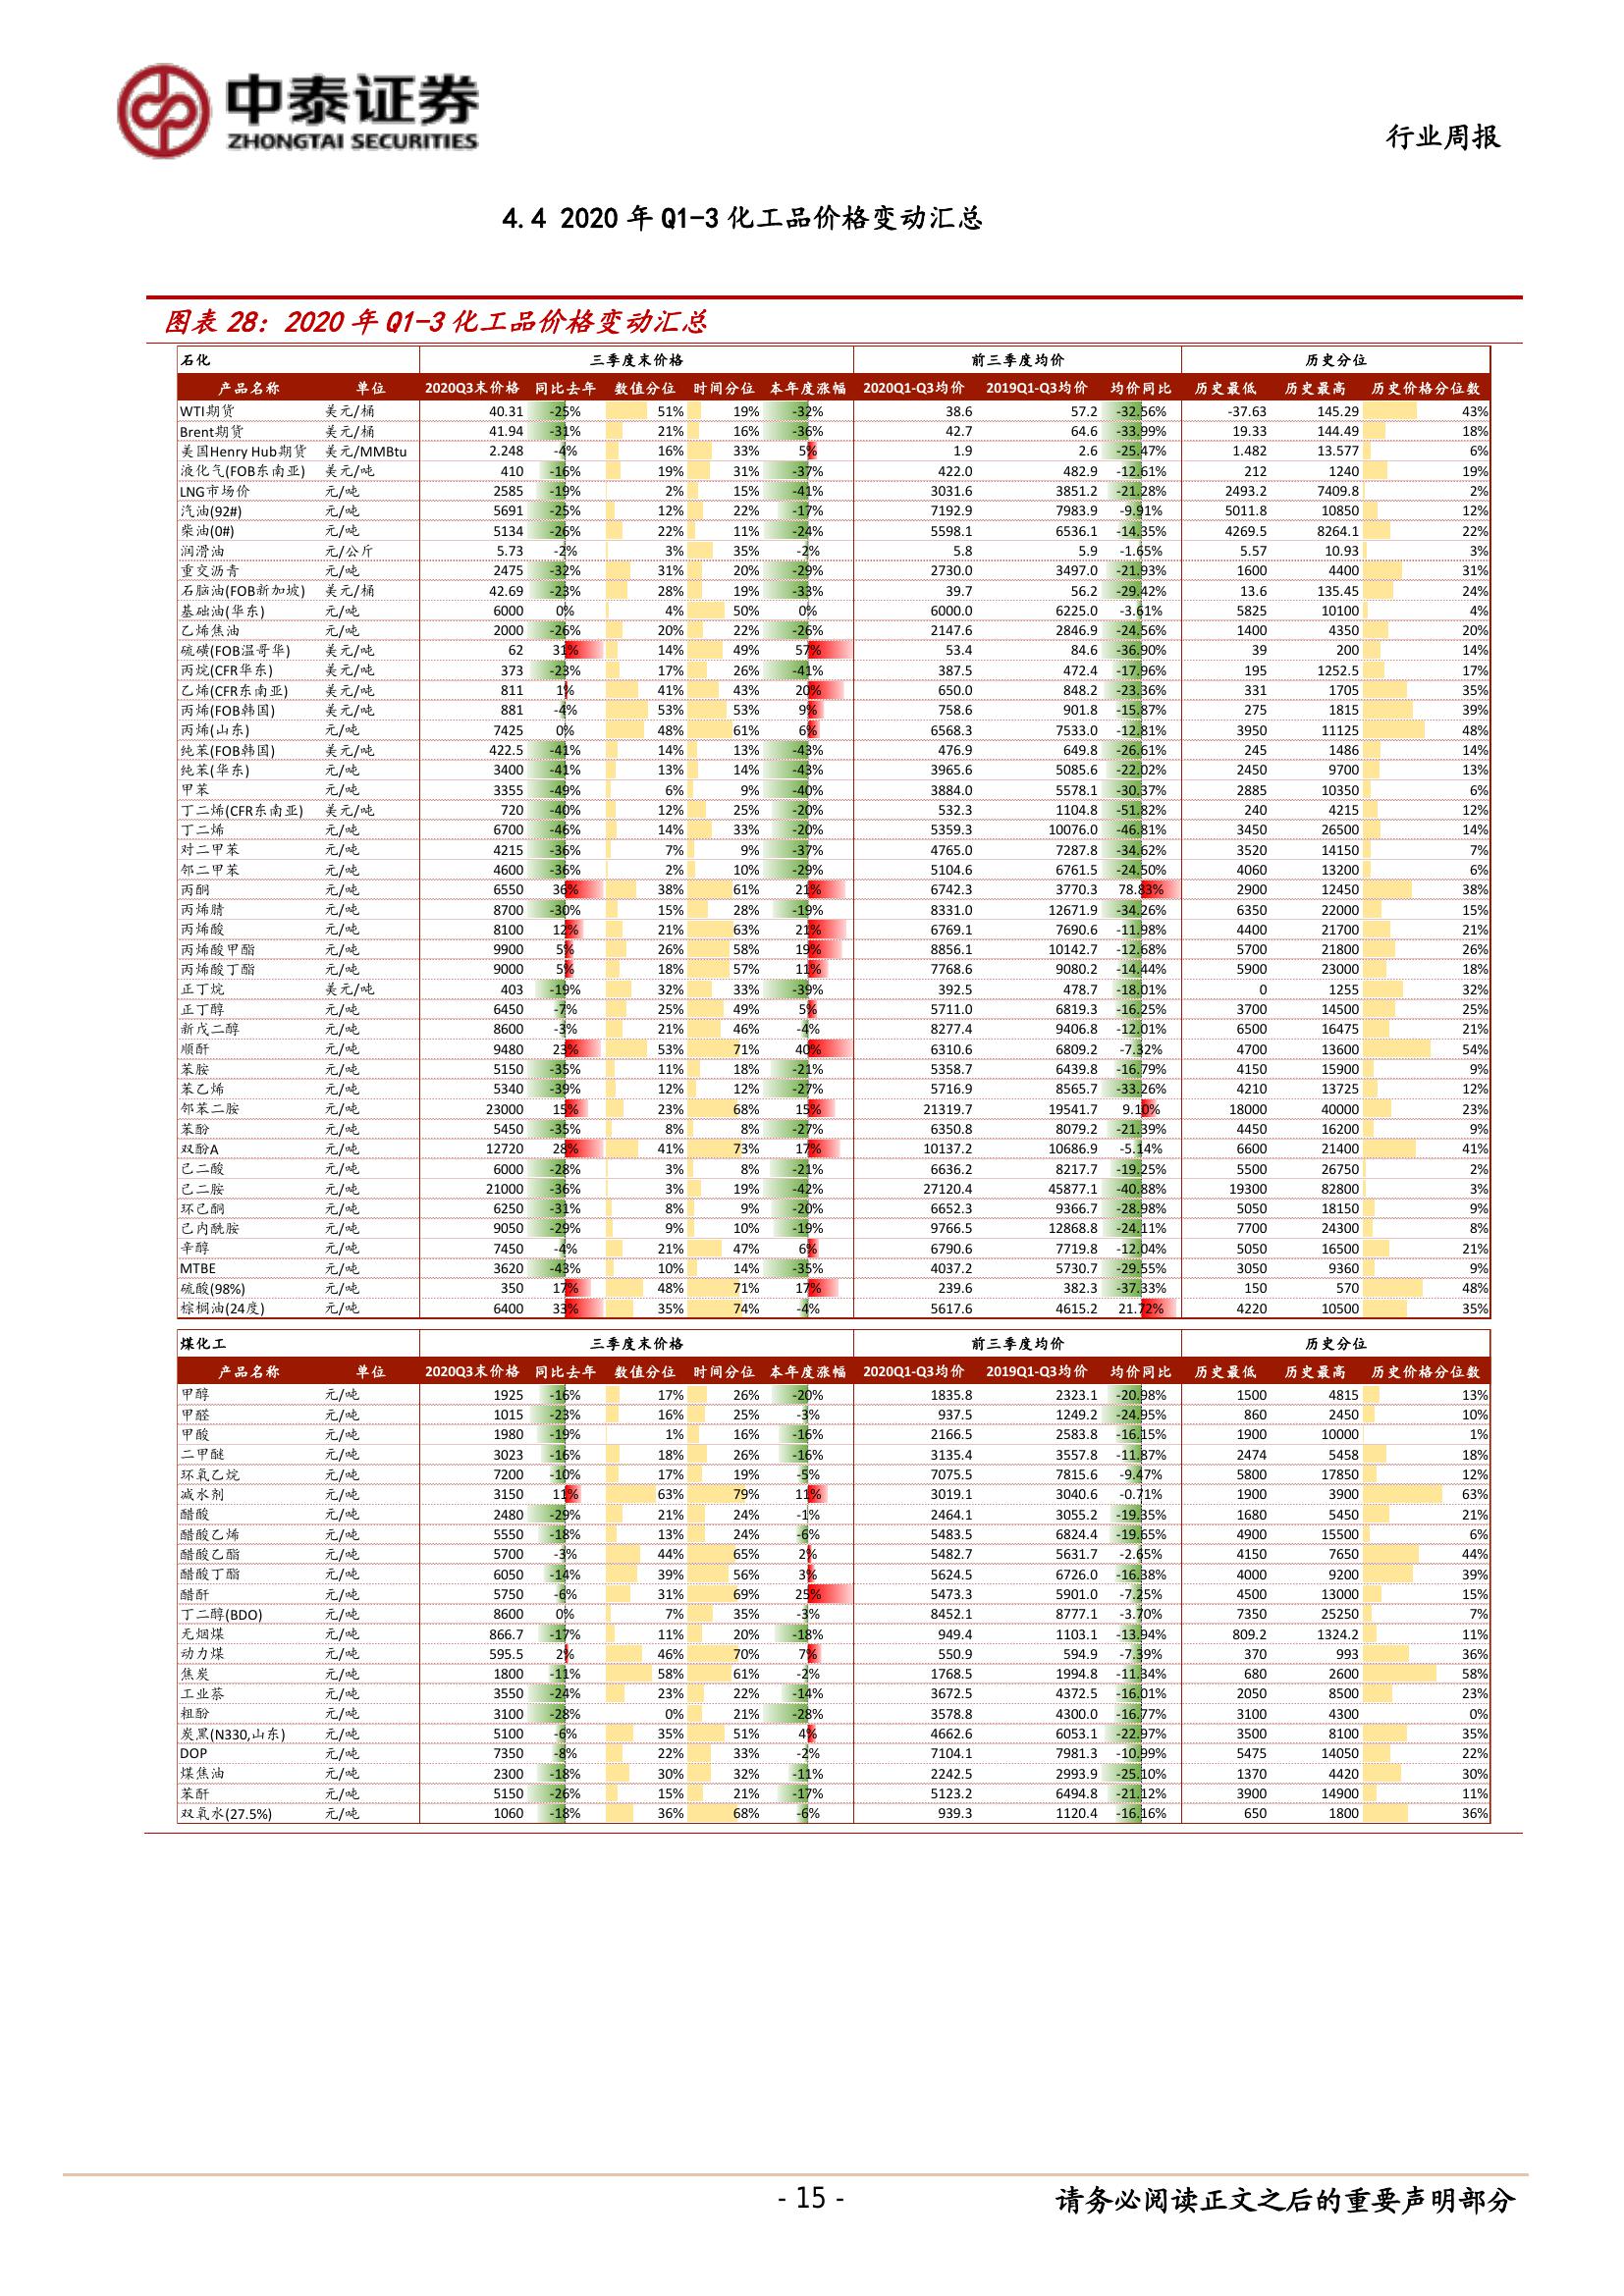 中泰证券
ZHONGTAI SECURITIES
行业周报
4.4 2020 年 Q1-3 化工品价格变动汇总
图表 28：2020 年 Q1-3 化工品价格变动汇总
石化 三季度末价格 前三季度均价 历史分位
产品名称 单位 2020Q3末价格 同比去年 数值分位 时间分位 本年度涨幅 2020Q1-Q3均价 2019Q1-Q3均价 均价同比 历史最低 历史最高 历史价格分位数
WTI期货 美元/桶 40.31 -25% 51% 19% -32% 38.6 57.2 -32.56% -37.63 145.29 43%
Brent期货 美元/桶 41.94 -31% 21% 16% -36% 42.7 64.6 -33.99% 19.33 144.49 18%
美国Henry Hub期货 美元/MMBtu 2.248 -4% 16% 33% 5% 1.9 2.6 -25.47% 1.482 13.577 6%
液化气(FOB东南亚) 美元/吨 410 -16% 19% 31% -37% 422.0 482.9 -12.61% 212 1240 19%
LNG市场价 元/吨 2585 -19% 2% 15% -41% 3031.6 3851.2 -21.28% 2493.2 7409.8 2%
汽油(92#) 元/吨 5691 -25% 12% 22% -17% 7192.9 7983.9 -9.91% 5011.8 10850 12%
柴油(0#) 元/吨 5134 -26% 22% 11% -24% 5598.1 6536.1 -14.35% 4269.5 8264.1 22%
润滑油 元/公斤 5.73 -2% 3% 35% -2% 5.8 5.9 -1.65% 5.57 10.93 3%
重交沥青 元/吨 2475 -32% 31% 20% -29% 2730.0 3497.0 -21.93% 1600 4400 31%
石脑油(FOB新加坡) 美元/桶 42.69 -23% 28% 19% -33% 39.7 56.2 -29.42% 13.6 135.45 24%
基础油(华东) 元/吨 6000 0% 4% 50% 0% 6000.0 6225.0 -3.61% 5825 10100 4%
乙烯焦油 元/吨 2000 -26% 20% 22% -26% 2147.6 2846.9 -24.56% 1400 4350 20%
硫磺(FOB温哥华) 美元/吨 62 31% 14% 49% 57% 53.4 84.6 -36.90% 39 200 14%
丙烷(CFR华东) 美元/吨 373 -23% 17% 26% -41% 387.5 472.4 -17.96% 195 1252.5 17%
乙烯(CFR东南亚) 美元/吨 811 1% 41% 43% 20% 650.0 848.2 -23.36% 331 1705 35%
丙烯(FOB韩国) 美元/吨 881 -4% 53% 53% 9% 758.6 901.8 -15.87% 275 1815 39%
丙烯(山东) 元/吨 7425 0% 48% 61% 6% 6568.3 7533.0 -12.81% 3950 11125 48%
纯苯(FOB韩国) 美元/吨 422.5 -41% 14% 13% -43% 476.9 649.8 -26.61% 245 1486 14%
纯苯(华东) 元/吨 3400 -41% 13% 14% -43% 3965.6 5085.6 -22.02% 2450 9700 13%
甲苯 元/吨 3355 -49% 6% 9% -40% 3884.0 5578.1 -30.37% 2885 10350 6%
丁二烯(CFR东南亚) 美元/吨 720 -40% 12% 25% -20% 532.3 1104.8 -51.82% 240 4215 12%
丁二烯 元/吨 6700 -46% 14% 33% -20% 5359.3 10076.0 -46.81% 3450 26500 14%
对二甲苯 元/吨 4215 -36% 7% 9% -37% 4765.0 7287.8 -34.62% 3520 14150 7%
邻二甲苯 元/吨 4600 -36% 2% 10% -29% 5104.6 6761.5 -24.50% 4060 13200 6%
丙酮 元/吨 6550 36% 38% 61% 21% 6742.3 3770.3 78.83% 2900 12450 38%
丙烯腈 元/吨 8700 -30% 15% 28% -19% 8331.0 12671.9 -34.26% 6350 22000 15%
丙烯酸 元/吨 8100 12% 21% 63% 21% 6769.1 7690.6 -11.98% 4400 21700 21%
丙烯酸甲酯 元/吨 9900 5% 26% 58% 19% 8856.1 10142.7 -12.68% 5700 21800 26%
丙烯酸丁酯 元/吨 9000 5% 18% 57% 11% 7768.6 9080.2 -14.44% 5900 23000 18%
正丁烷 美元/吨 403 -19% 32% 33% -39% 392.5 478.7 -18.01% 0 1255 32%
正丁醇 元/吨 6450 -7% 25% 49% 5% 5711.0 6819.3 -16.25% 3700 14500 25%
新戊二醇 元/吨 8600 -3% 21% 46% -4% 8277.4 9406.8 -12.01% 6500 16475 21%
顺酐 元/吨 9480 23% 53% 71% 40% 6310.6 6809.2 -7.32% 4700 13600 54%
苯胺 元/吨 5150 -35% 11% 18% -21% 5358.7 6439.8 -16.79% 4150 15900 9%
苯乙烯 元/吨 5340 -39% 12% 12% -27% 5716.9 8565.7 -33.26% 4210 13725 12%
邻苯二胺 元/吨 23000 15% 23% 68% 15% 21319.7 19541.7 9.10% 18000 40000 23%
苯酚 元/吨 5450 -35% 8% 8% -27% 6350.8 8079.2 -21.39% 4450 16200 9%
双酚A 元/吨 12720 28% 41% 73% 17% 10137.2 10686.9 -5.14% 6600 21400 41%
己二酸 元/吨 6000 -28% 3% 8% -21% 6636.2 8217.7 -19.25% 5500 26750 2%
己二胺 元/吨 21000 -36% 3% 19% -42% 27120.4 45877.1 -40.88% 19300 82800 3%
环己酮 元/吨 6250 -31% 8% 9% -20% 6652.3 9366.7 -28.98% 5050 18150 9%
己内酰胺 元/吨 9050 -29% 9% 10% -19% 9766.5 12868.8 -24.11% 7700 24300 8%
辛醇 元/吨 7450 -4% 21% 47% 6% 6790.6 7719.8 -12.04% 5050 16500 21%
MTBE 元/吨 3620 -43% 10% 14% -35% 4037.2 5730.7 -29.55% 3050 9360 9%
硫酸(98%) 元/吨 350 17% 48% 71% 17% 239.6 382.3 -37.33% 150 570 48%
棕榈油(24度) 元/吨 6400 33% 35% 74% -4% 5617.6 4615.2 21.72% 4220 10500 35%
煤化工 三季度末价格 前三季度均价 历史分位
产品名称 单位 2020Q3末价格 同比去年 数值分位 时间分位 本年度涨幅 2020Q1-Q3均价 2019Q1-Q3均价 均价同比 历史最低 历史最高 历史价格分位数
甲醇 元/吨 1925 -16% 17% 26% -20% 1835.8 2323.1 -20.98% 1500 4815 13%
甲醛 元/吨 1015 -23% 16% 25% -3% 937.5 1249.2 -24.95% 860 2450 10%
甲酸 元/吨 1980 -19% 1% 16% -16% 2166.5 2583.8 -16.15% 1900 10000 1%
二甲醚 元/吨 3023 -16% 18% 26% -16% 3135.4 3557.8 -11.87% 2474 5458 18%
环氧乙烷 元/吨 7200 -10% 17% 19% -5% 7075.5 7815.6 -9.47% 5800 17850 12%
减水剂 元/吨 3150 11% 63% 79% 11% 3019.1 3040.6 -0.71% 1900 3900 63%
醋酸 元/吨 2480 -29% 21% 24% -1% 2464.1 3055.2 -19.35% 1680 5450 21%
醋酸乙烯 元/吨 5550 -18% 13% 24% -6% 5483.5 6824.4 -19.65% 4900 15500 6%
醋酸乙酯 元/吨 5700 -3% 44% 65% 2% 5482.7 5631.7 -2.65% 4150 7650 44%
醋酸丁酯 元/吨 6050 -14% 39% 56% 3% 5624.5 6726.0 -16.38% 4000 9200 39%
醋酐 元/吨 5750 -6% 31% 69% 25% 5473.3 5901.0 -7.25% 4500 13000 15%
丁二醇(BDO) 元/吨 8600 0% 7% 35% -3% 8452.1 8777.1 -3.70% 7350 25250 7%
无烟煤 元/吨 866.7 -17% 11% 20% -18% 949.4 1103.1 -13.94% 809.2 1324.2 11%
动力煤 元/吨 595.5 2% 46% 70% 7% 550.9 594.9 -7.39% 370 993 36%
焦炭 元/吨 1800 -11% 58% 61% -2% 1768.5 1994.8 -11.34% 680 2600 58%
工业萘 元/吨 3550 -24% 23% 22% -14% 3672.5 4372.5 -16.01% 2050 8500 23%
粗酚 元/吨 3100 -28% 0% 21% -28% 3578.8 4300.0 -16.77% 3100 4300 0%
炭黑(N330,山东) 元/吨 5100 -6% 35% 51% 4% 4662.6 6053.1 -22.97% 3500 8100 35%
DOP 元/吨 7350 -8% 22% 33% -2% 7104.1 7981.3 -10.99% 5475 14050 22%
煤焦油 元/吨 2300 -18% 30% 32% -11% 2242.5 2993.9 -25.10% 1370 4420 30%
苯酐 元/吨 5150 -26% 15% 21% -17% 5123.2 6494.8 -21.12% 3900 14900 11%
双氧水(27.5%) 元/吨 1060 -18% 36% 68% -6% 939.3 1120.4 -16.16% 650 1800 36%
- 15 -
请务必阅读正文之后的重要声明部分